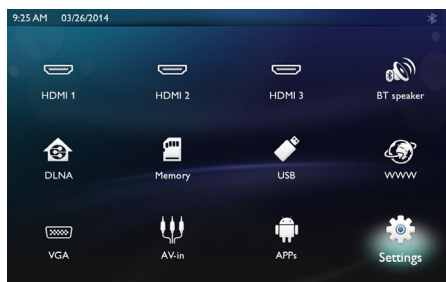 9:25 AM 03/26/2014
HDMI 1 HDMI 2 HDMI 3 BT speaker
DLNA Memory USB WWW
VGA AV-in APPs Settings